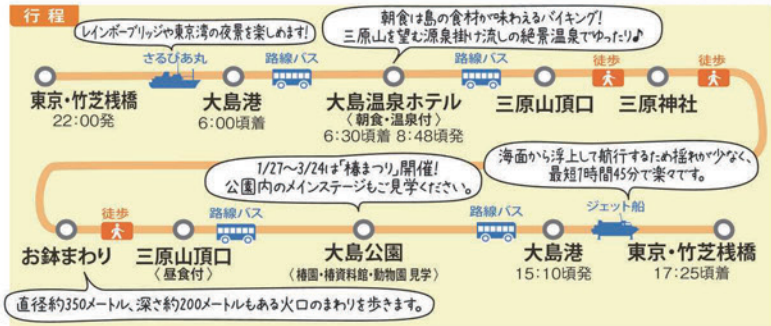 行程
レインボーブリッジや東京湾の夜景を楽しめます!
朝食は島の食材が味わえるバイキング!
三原山を望む源泉掛け流しの絶景温泉でゆったり♪
さるびあ丸
路線バス
路線バス
徒歩
徒歩
東京・竹芝桟橋
22:00発
大島港
6:00頃着
大島温泉ホテル
〈朝食・温泉付〉
6:30頃着 8:48頃発
三原山頂口
三原神社
1/27~3/24は「椿まつり」開催!
公園内のメインステージもご見学ください。
海面から浮上して航行するため揺れが少なく、
最短1時間45分で楽々です。
徒歩
路線バス
路線バス
ジェット船
お鉢まわり
三原山頂口
〈昼食付〉
大島公園
〈椿園・椿資料館・動物園 見学〉
大島港
15:10頃発
東京・竹芝桟橋
17:25頃着
直径約350メートル、深さ約200メートルもある火口のまわりを歩きます。